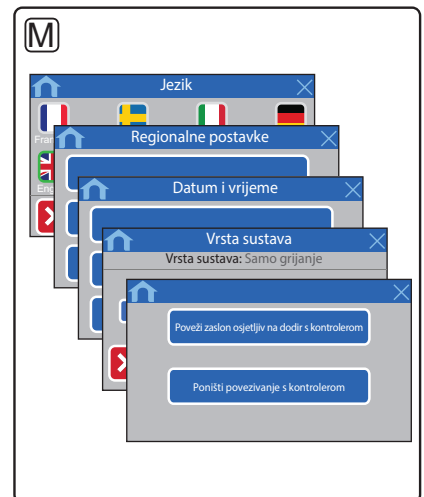 M
Jezik
Fran
Regionalne postavke
Eng
Datum i vrijeme
Vrsta sustava
Vrsta sustava: Samo grijanje
Poveži zaslon osjetljiv na dodir s kontrolerom
Poništi povezivanje s kontrolerom